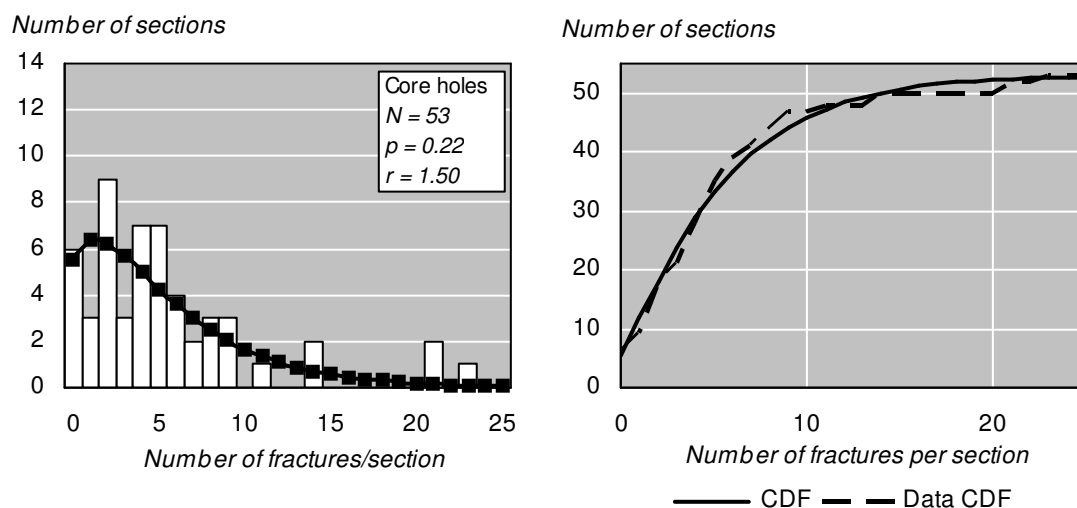 Number of sections
14
12
10
8
6
4
2
0
Core holes
N = 53
p = 0.22
r = 1.50
0 5 10 15 20 25
Number of fractures/section
Number of sections
50
40
30
20
10
0
0 10 20
Number of fractures per section
CDF Data CDF